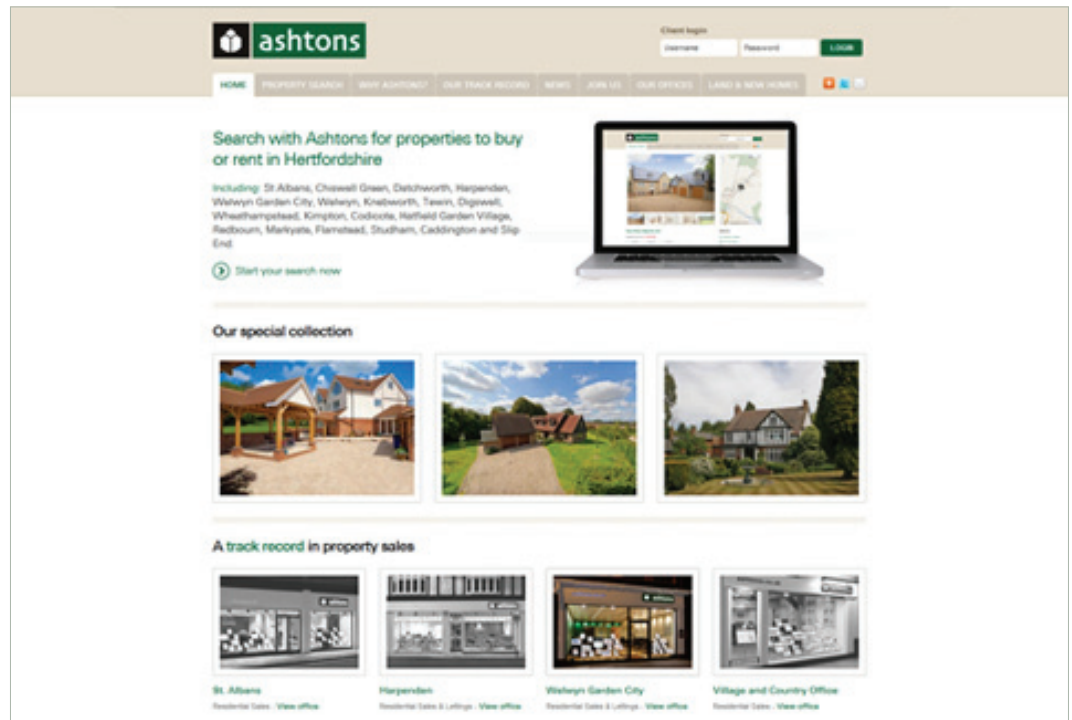 ashtons
Client login
Username
Password
LOGIN
HOME
PROPERTY SEARCH
WHY ASHTONS?
OUR TRACK RECORD
NEWS
JOIN US
OUR OFFICES
LAND & NEW HOMES
Search with Ashtons for properties to buy
or rent in Hertfordshire
Including: St Albans, Chiswell Green, Datchworth, Harpenden,
Welwyn Garden City, Welwyn, Knebworth, Tewin, Digswell,
Wheathampstead, Kimpton, Codicote, Hatfield Garden Village,
Redbourn, Markyate, Flamstead, Studham, Caddington and Slip
End.
Start your search now
Our special collection
A track record in property sales
ashtons
ashtons
St. Albans
Residential Sales . View office
Harpenden
Residential Sales & Lettings . View office
Welwyn Garden City
Residential Sales & Lettings . View office
Village and Country Office
Residential Sales . View office